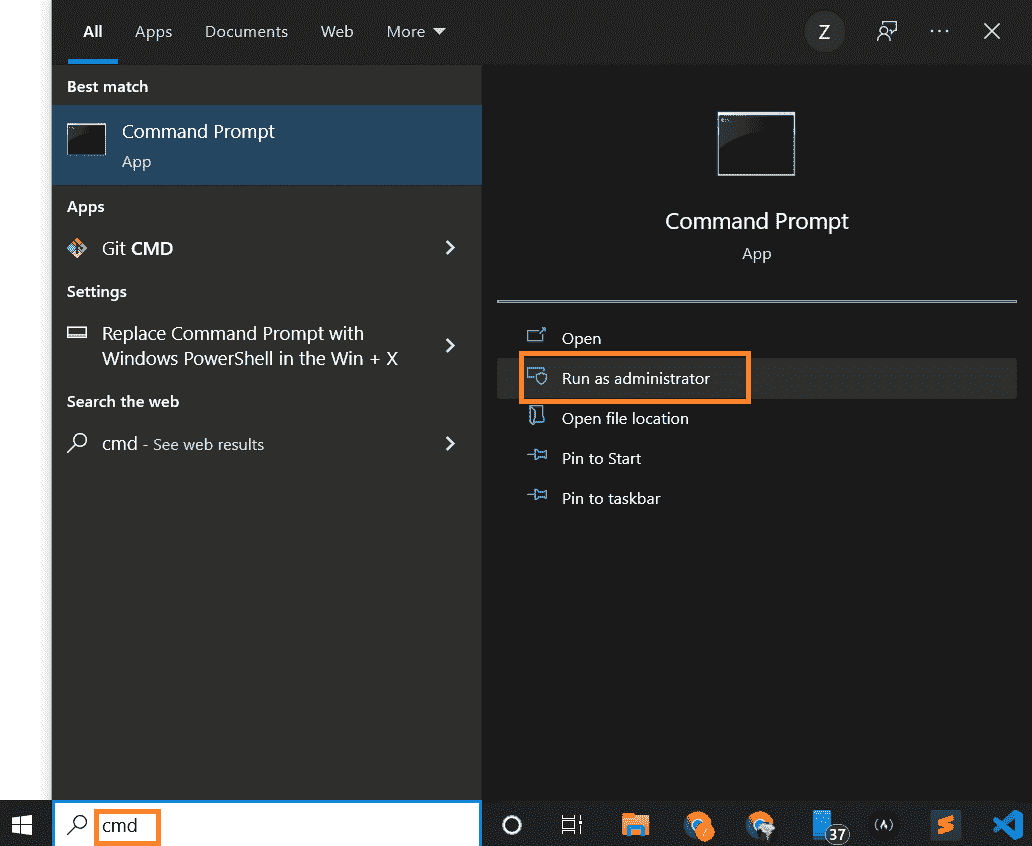 All Apps Documents Web More Z
Best match
Command Prompt
App
Apps
Git CMD
Settings
Replace Command Prompt with
Windows PowerShell in the Win + X
Search the web
cmd - See web results
Command Prompt
App
Open
Run as administrator
Open file location
Pin to Start
Pin to taskbar
cmd
37